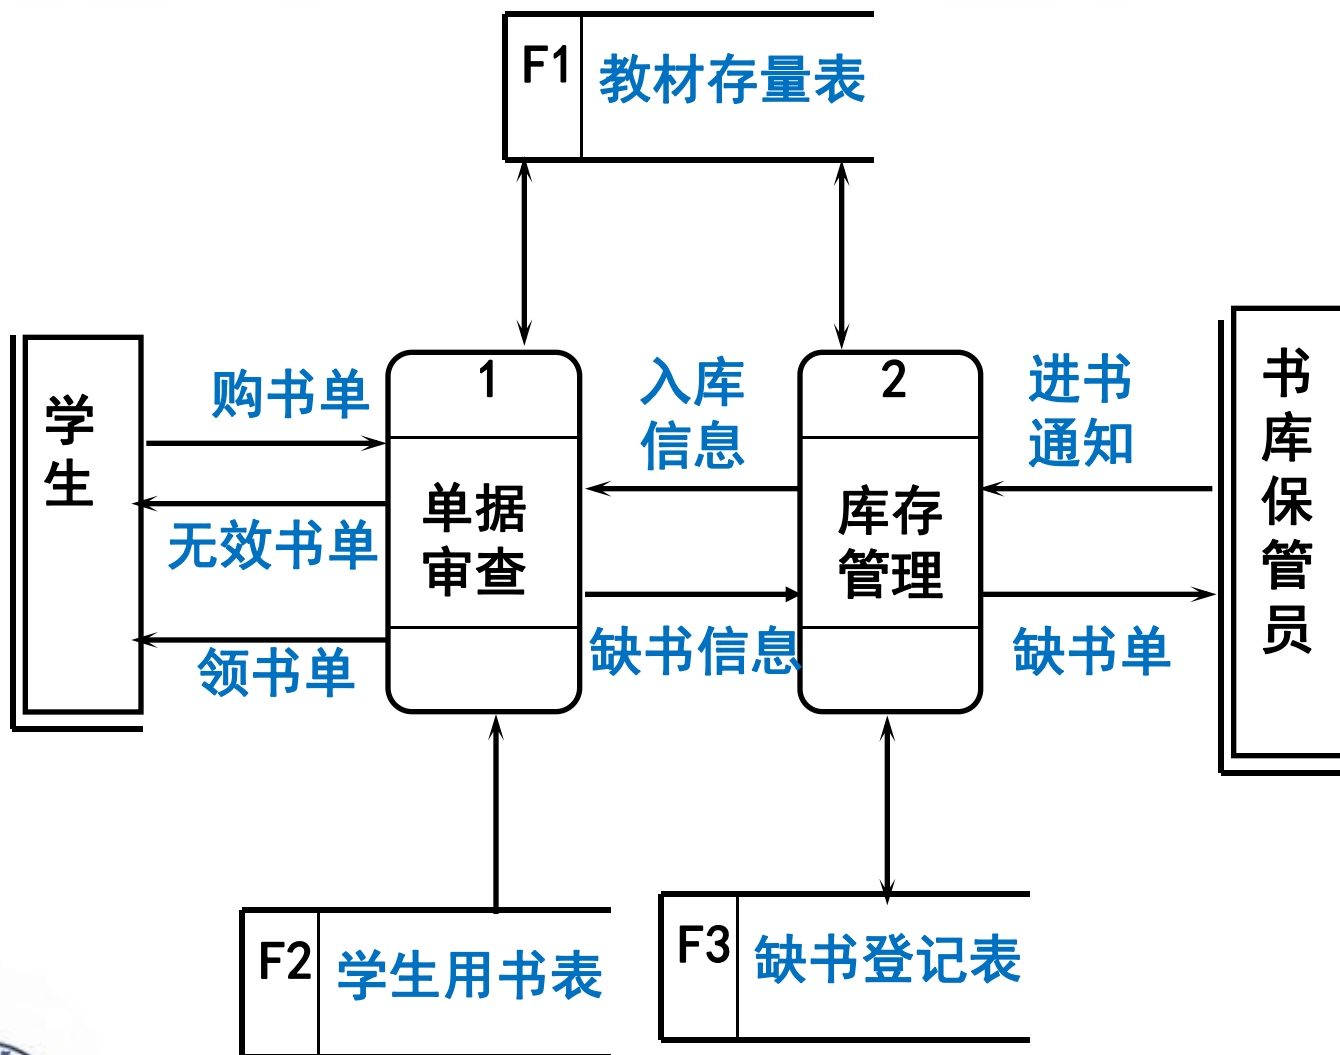 F1 教材存量表
学
生
购书单
无效书单
领书单
1
单据
审查
入库
信息
缺书信息
2
库存
管理
进书
通知
缺书单
书
库
保
管
员
F2 学生用书表
F3 缺书登记表